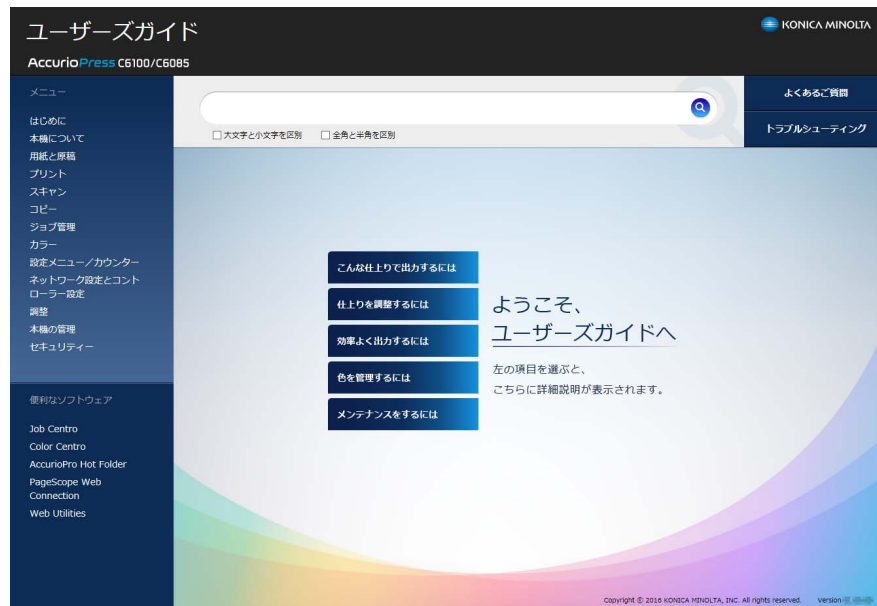 ユーザーズガイド
KONICA MINOLTA
AccurioPress C6100/C6085
メニュー
はじめに
本機について
用紙と原稿
プリント
スキャン
コピー
ジョブ管理
カラー
設定メニュー／カウンター
ネットワーク設定とコント
ローラー設定
調整
本機の管理
セキュリティー
便利なソフトウェア
Job Centro
Color Centro
AccurioPro Hot Folder
PageScope Web
Connection
Web Utilities
大文字と小文字を区別
全角と半角を区別
よくあるご質問
トラブルシューティング
こんな仕上りで出力するには
仕上りを調整するには
効率よく出力するには
色を管理するには
メンテナンスをするには
ようこそ、
ユーザーズガイドへ
左の項目を選ぶと、
こちらに詳細説明が表示されます。
Copyright © 2016 KONICA MINOLTA, INC. All rights reserved. version